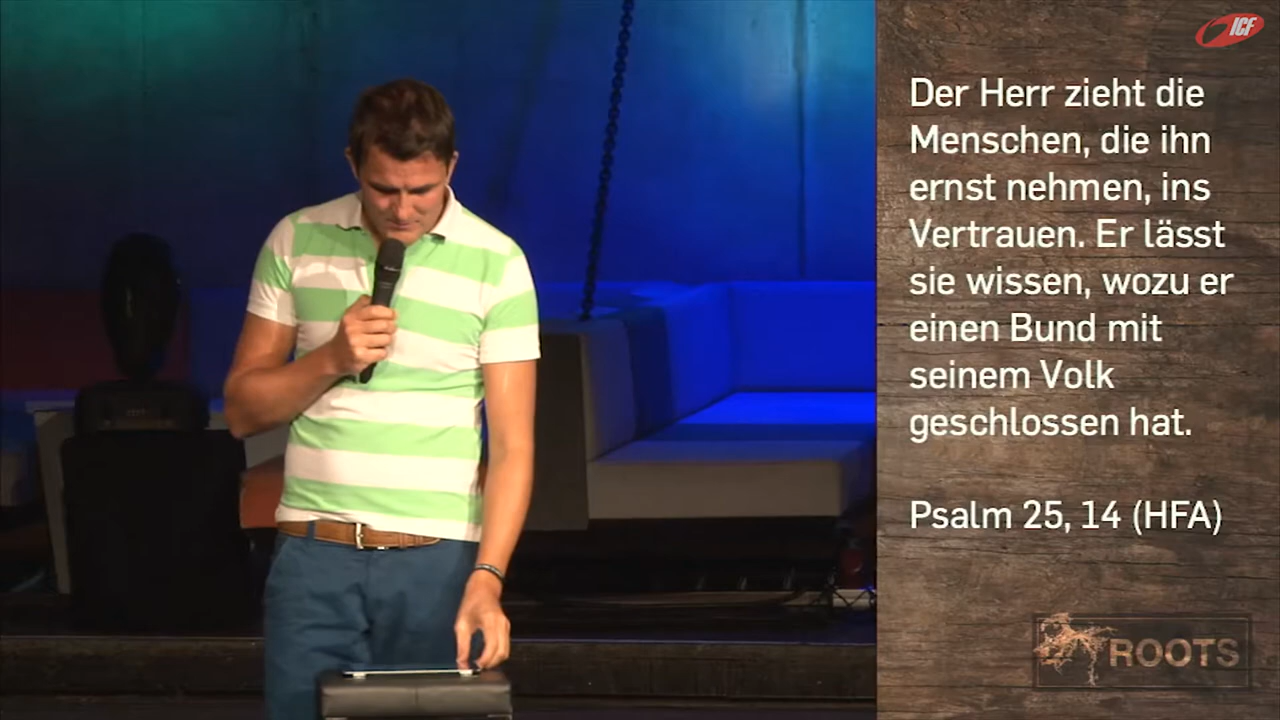 ICF
Der Herr zieht die
Menschen, die ihn
ernst nehmen, ins
Vertrauen. Er lässt
sie wissen, wozu er
einen Bund mit
seinem Volk
geschlossen hat.
Psalm 25, 14 (HFA)
ROOTS